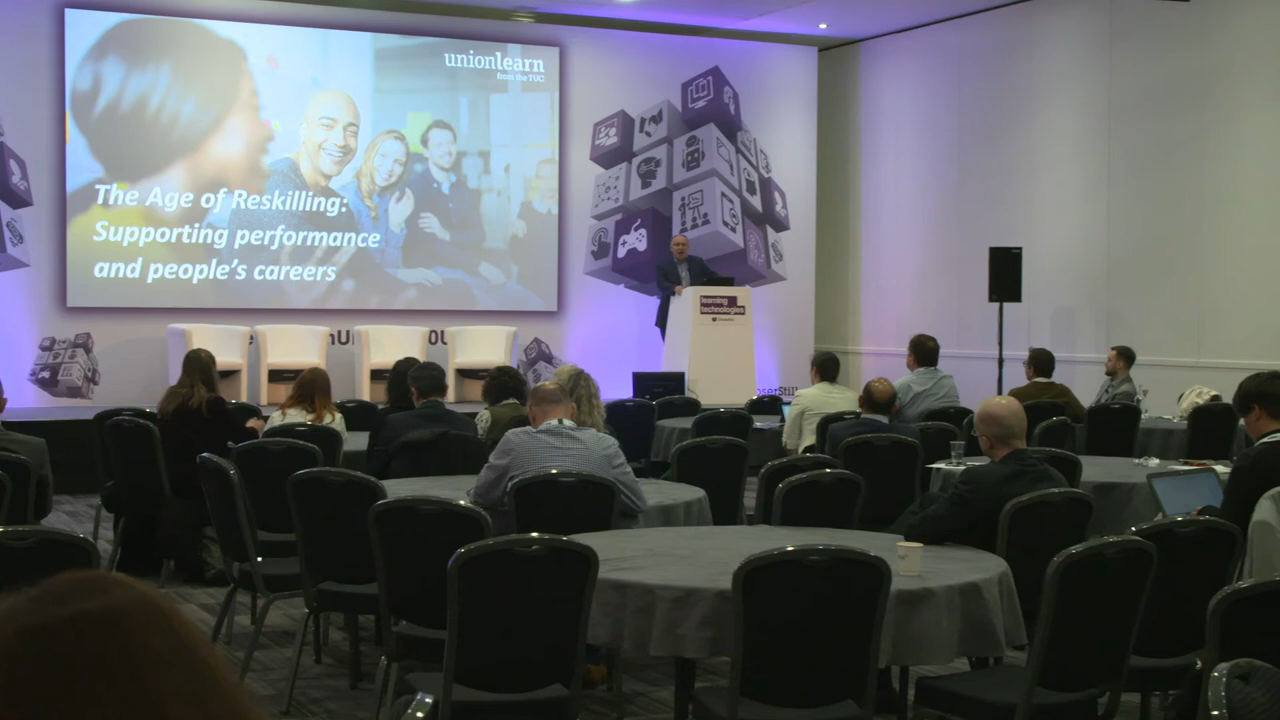 unionlearn
from the TUC
The Age of Reskilling:
Supporting performance
and people's careers
learning
technologies